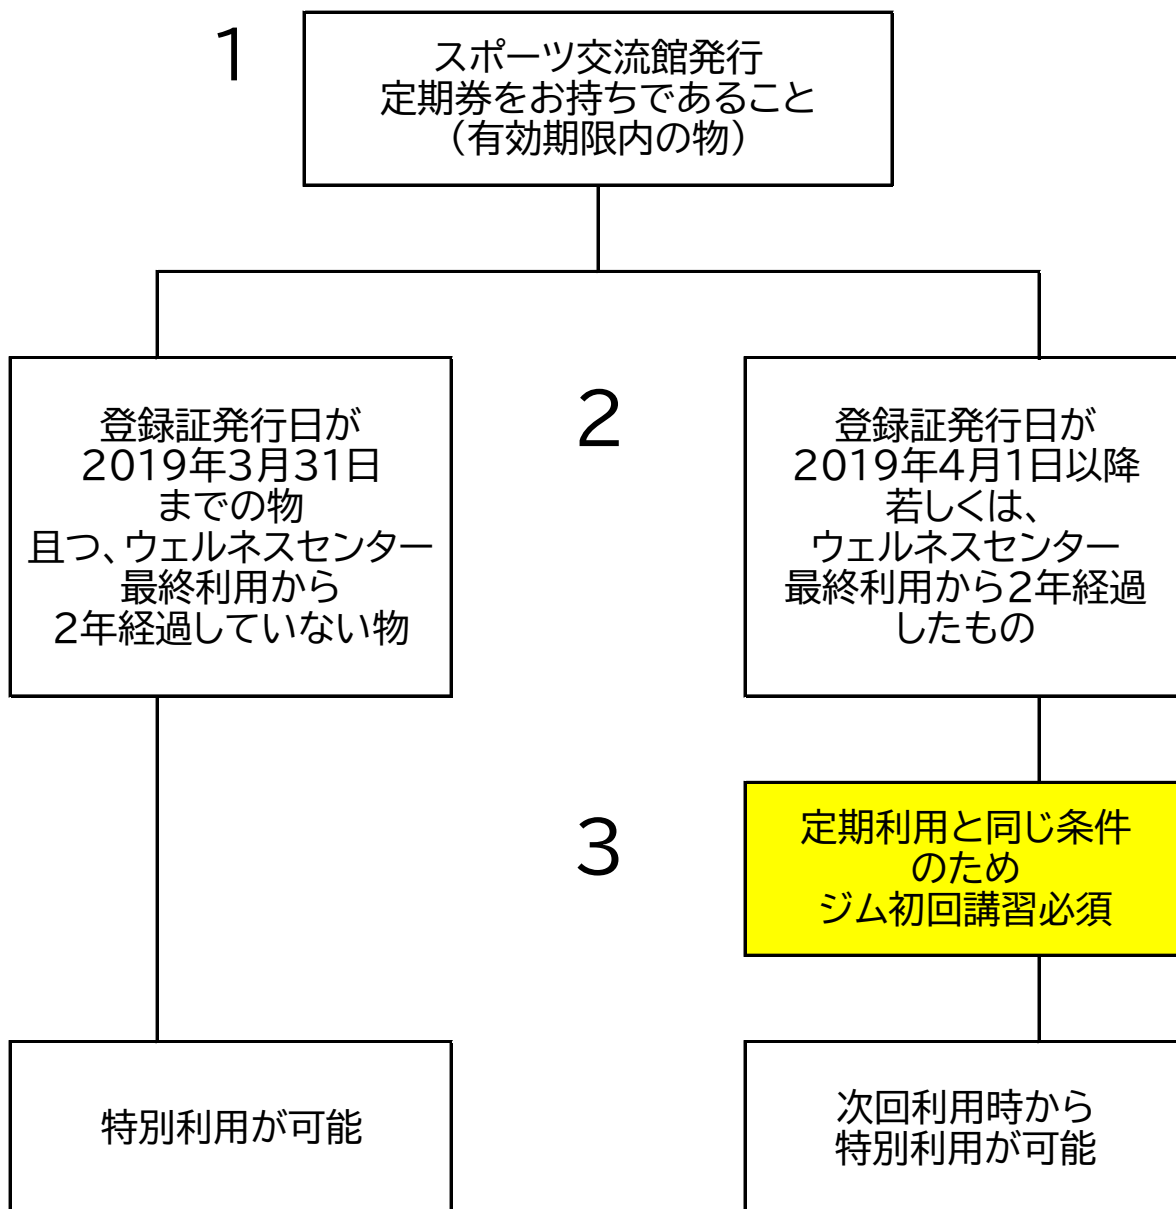 1
スポーツ交流館発行
定期券をお持ちであること
（有効期限内の物）
2
登録証発行日が
2019年3月31日
までの物
且つ、ウェルネスセンター
最終利用から
2年経過していない物
登録証発行日が
2019年4月1日以降
若しくは、
ウェルネスセンター
最終利用から2年経過
したもの
3
定期利用と同じ条件
のため
ジム初回講習必須
特別利用が可能
次回利用時から
特別利用が可能